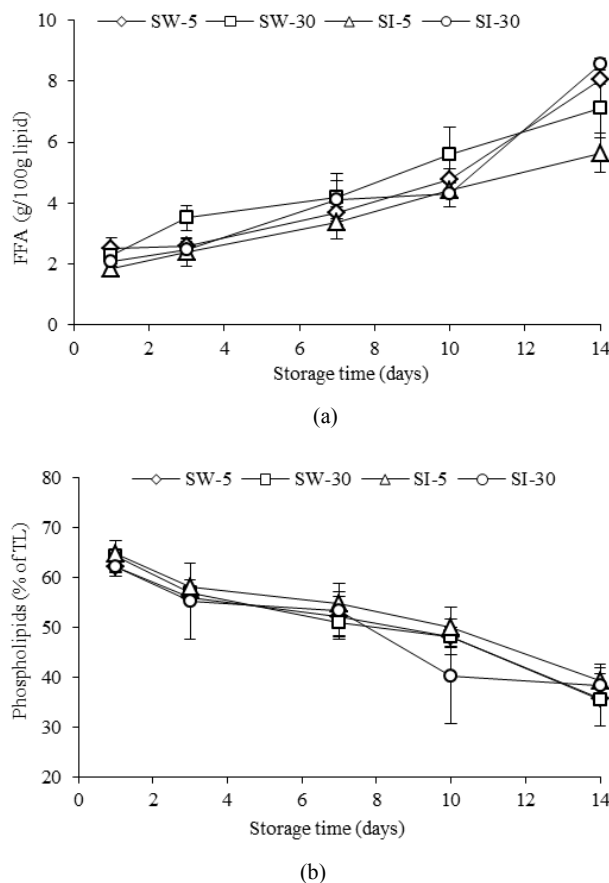 SW-5 SW-30 SI-5 SI-30
10
8
6
4
2
0
FFA (g/100g lipid)
0 2 4 6 8 10 12 14
Storage time (days)
(a)
SW-5 SW-30 SI-5 SI-30
80
70
60
50
40
30
20
Phospholipids (% of TL)
0 2 4 6 8 10 12 14
Storage time (days)
(b)